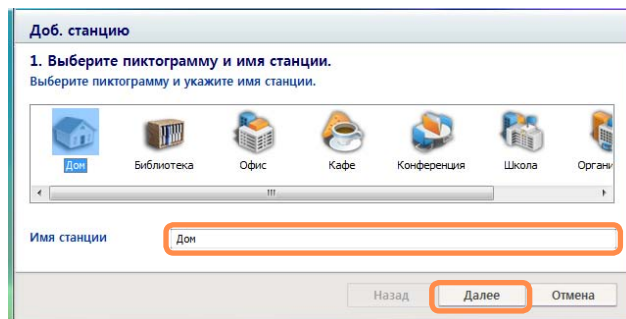 Доб. станцию
1. Выберите пиктограмму и имя станции.
Выберите пиктограмму и укажите имя станции.
Дом Библиотека Офис Кафе Конференция Школа Органи
Имя станции Дом
Назад Далее Отмена